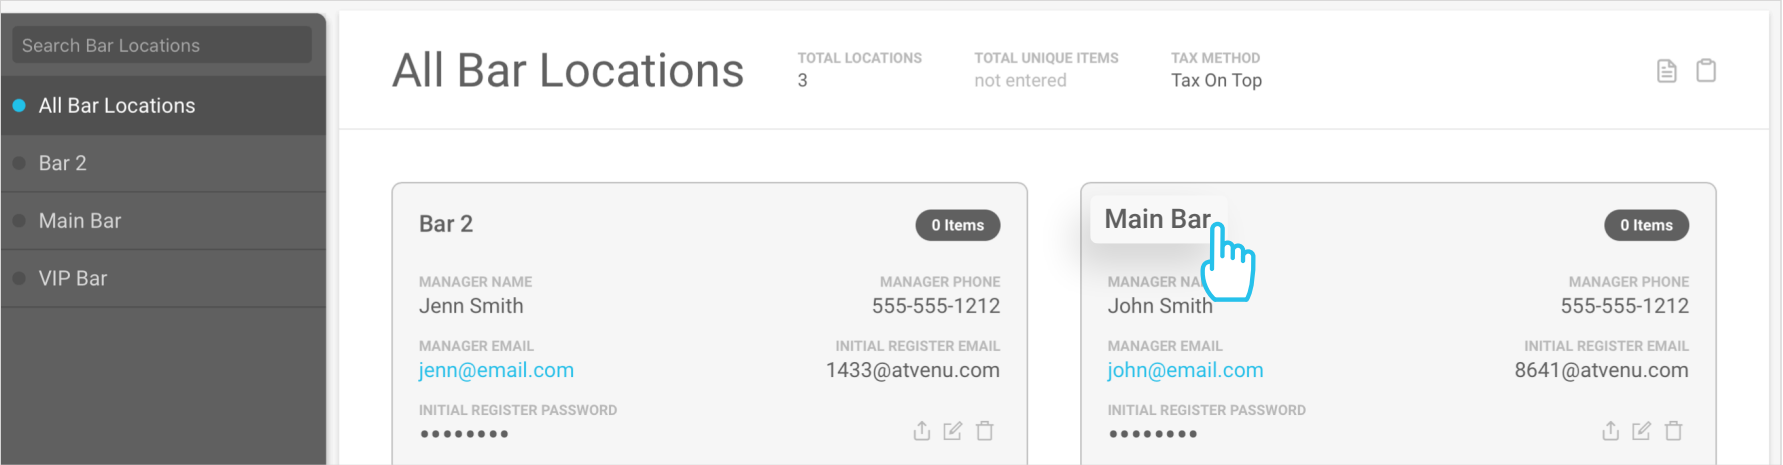 Search Bar Locations
All Bar Locations
Bar 2
Main Bar
VIP Bar
All Bar Locations
TOTAL LOCATIONS
3
TOTAL UNIQUE ITEMS
not entered
TAX METHOD
Tax On Top
Bar 2
0 Items
MANAGER NAME
Jenn Smith
MANAGER PHONE
555-555-1212
MANAGER EMAIL
jenn@email.com
INITIAL REGISTER EMAIL
1433@atvenu.com
INITIAL REGISTER PASSWORD
••••••••
Main Bar
0 Items
MANAGER NA
John Smith
MANAGER PHONE
555-555-1212
MANAGER EMAIL
john@email.com
INITIAL REGISTER EMAIL
8641@atvenu.com
INITIAL REGISTER PASSWORD
••••••••